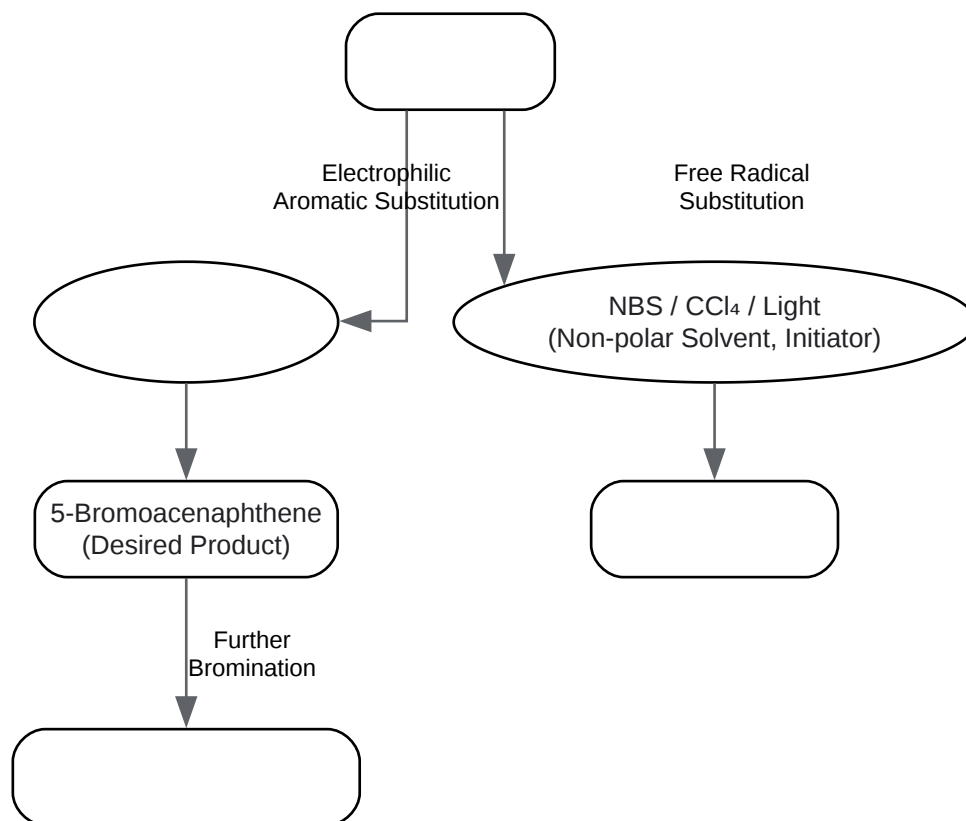 Electrophilic
Aromatic Substitution
Free Radical
Substitution
NBS / CCl₄ / Light
(Non-polar Solvent, Initiator)
5-Bromoacenaphthene
(Desired Product)
Further
Bromination